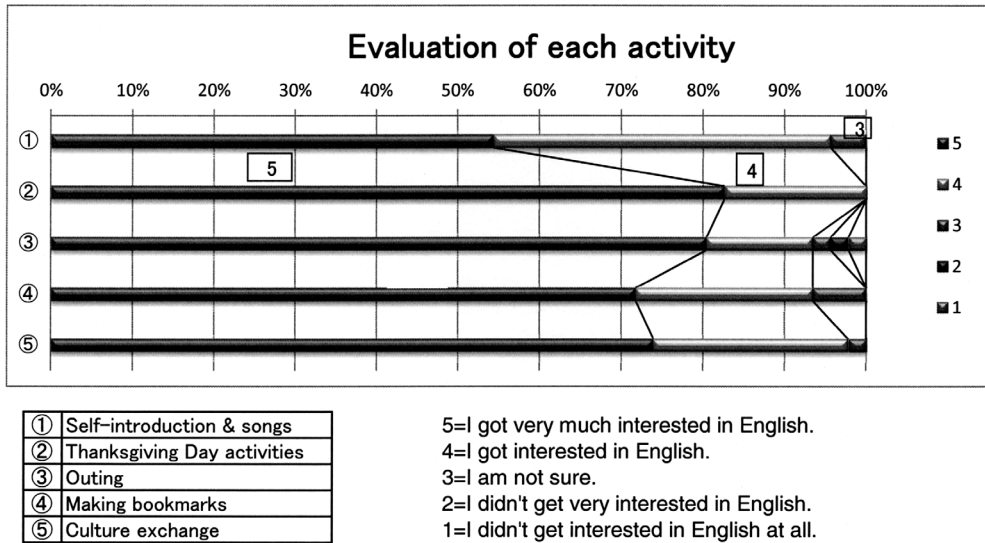 Evaluation of each activity
0% 10% 20% 30% 40% 50% 60% 70% 80% 90% 100%
① 3
5 4
②
③
④
⑤
5
4
3
2
1
① Self-introduction & songs
② Thanksgiving Day activities
③ Outing
④ Making bookmarks
⑤ Culture exchange
5=I got very much interested in English.
4=I got interested in English.
3=I am not sure.
2=I didn't get very interested in English.
1=I didn't get interested in English at all.